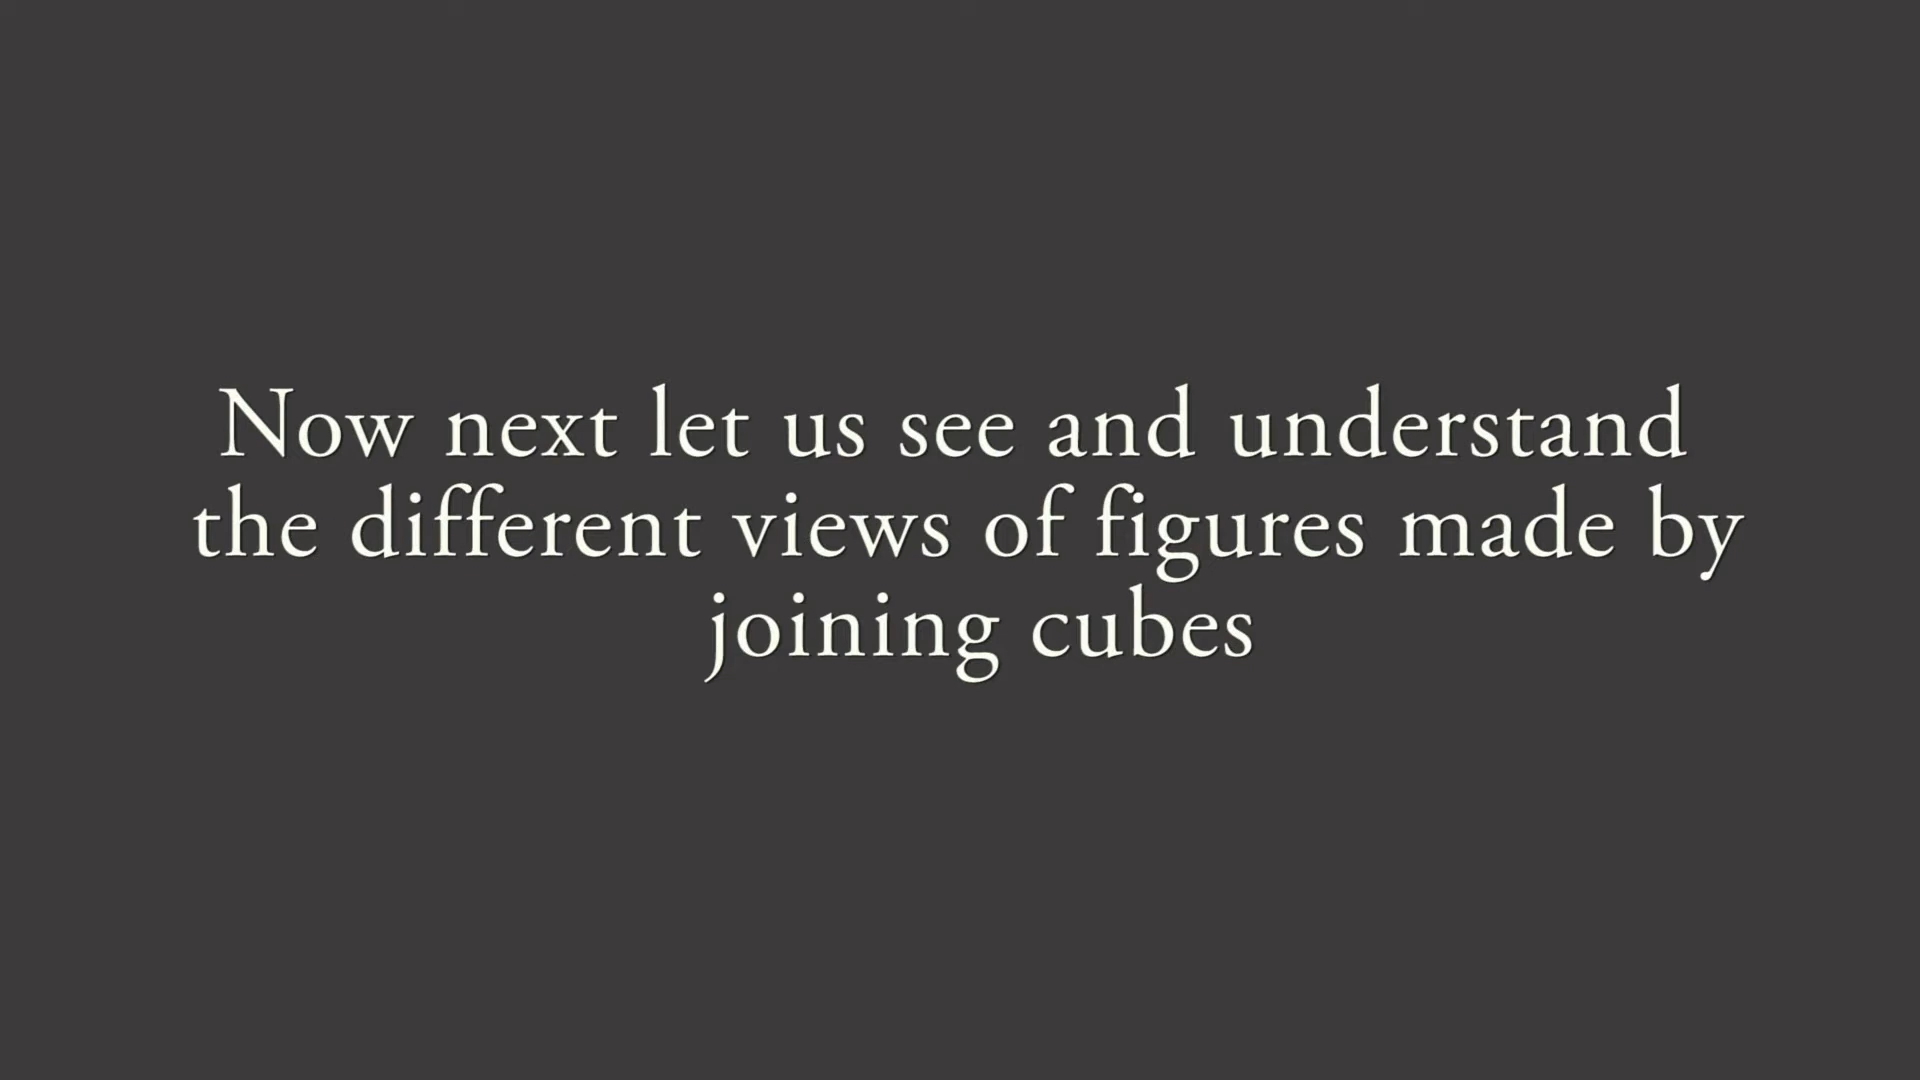 Now next let us see and understand
the different views of figures made by
joining cubes